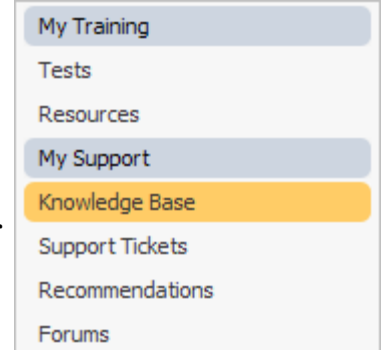 My Training
Tests
Resources
My Support
Knowledge Base
Support Tickets
Recommendations
Forums